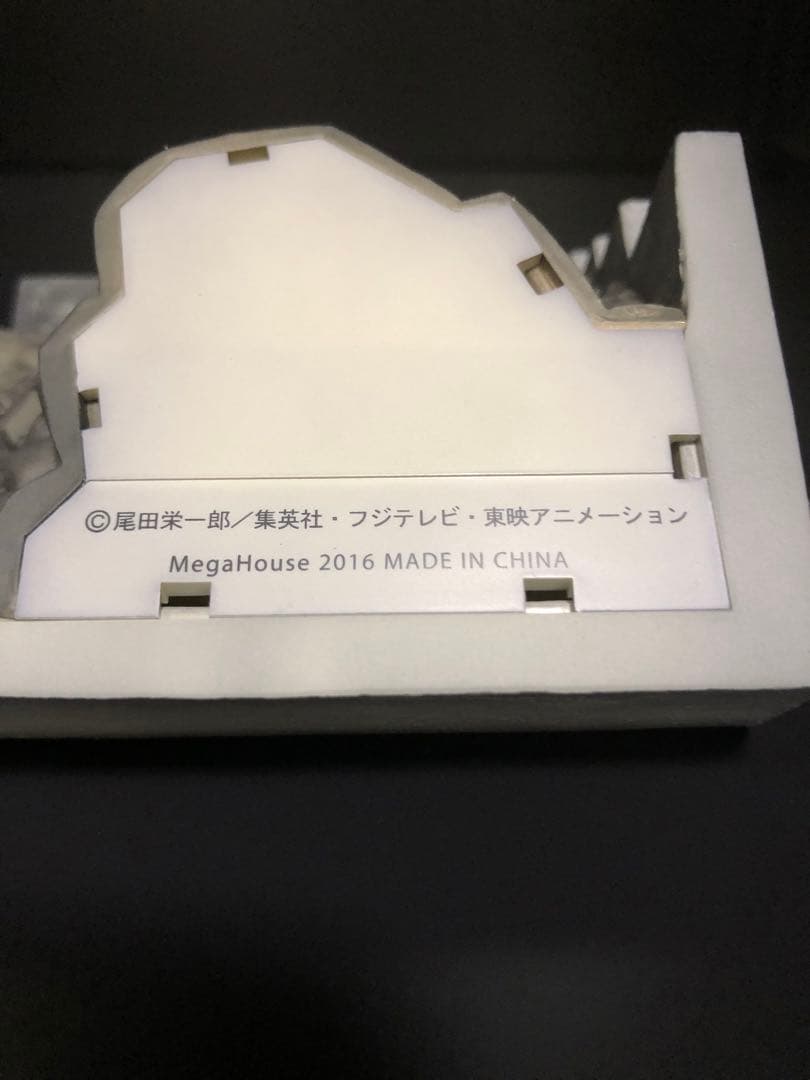 ©尾田栄一郎／集英社・フジテレビ・東映アニメーション
MegaHouse 2016 MADE IN CHINA